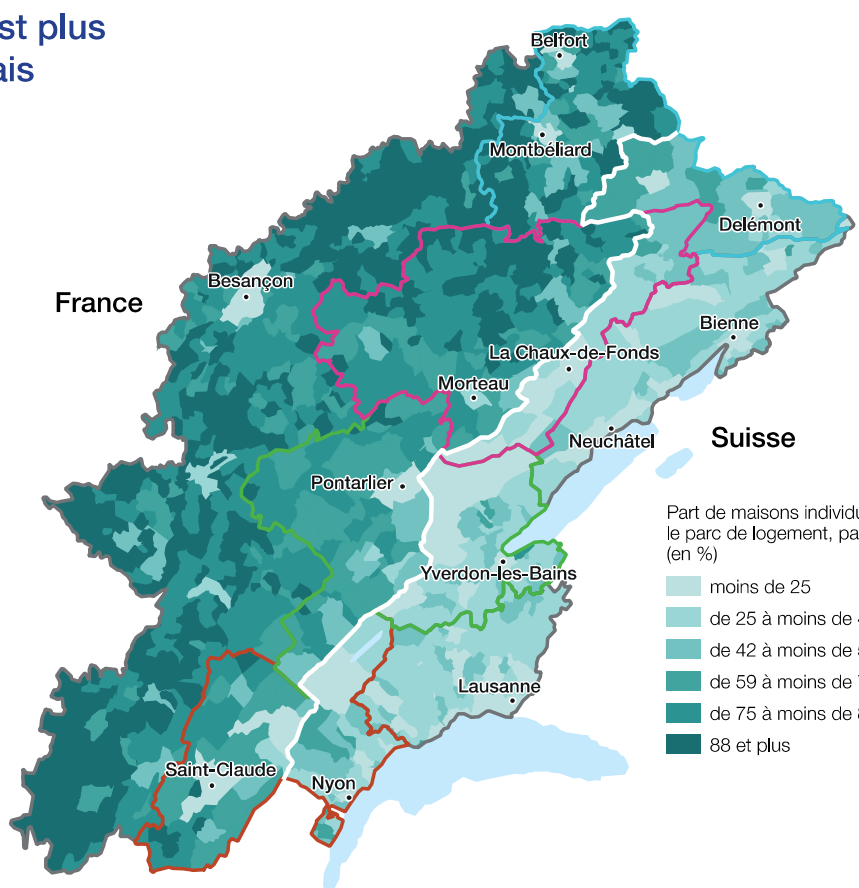 st plus
ais
Belfort
Montbéliard
Delémont
Besançon
France
Bienne
La Chaux-de-Fonds
Morteau
Neuchâtel
Suisse
Pontarlier
Part de maisons individu
le parc de logement, pa
(en %)
Yverdon-les-Bains
moins de 25
de 25 à moins de
de 42 à moins de
de 59 à moins de
de 75 à moins de
88 et plus
Lausanne
Saint-Claude
Nyon